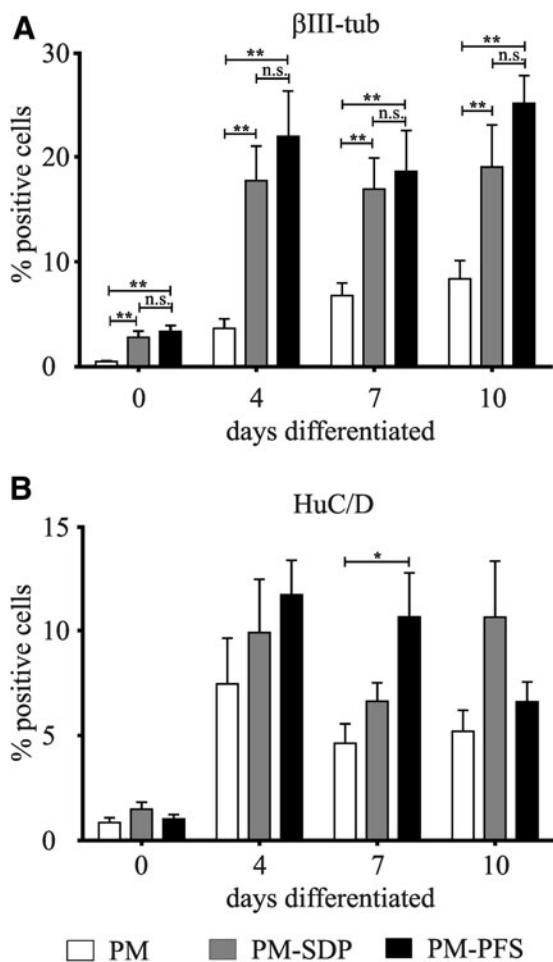 A
βIII-tub
30
20
10
0
% positive cells
** n.s. **
** n.s. **
** n.s. **
** n.s. **
0 4 7 10
days differentiated
B
HuC/D
15
10
5
0
% positive cells
*
0 4 7 10
days differentiated
PM PM-SDP PM-PFS